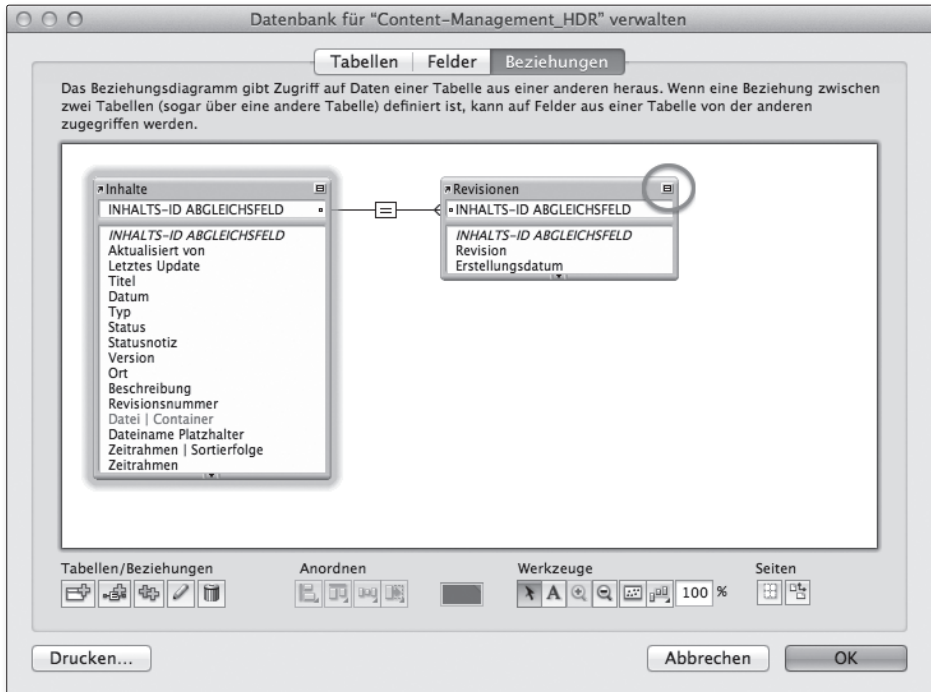 Datenbank für “Content-Management_HDR” verwalten
Tabellen Felder Beziehungen
Das Beziehungsdiagramm gibt Zugriff auf Daten einer Tabelle aus einer anderen heraus. Wenn eine Beziehung zwischen
zwei Tabellen (sogar über eine andere Tabelle) definiert ist, kann auf Felder aus einer Tabelle von der anderen
zugegriffen werden.
Inhalte
INHALTS-ID ABGLEICHSFELD
INHALTS-ID ABGLEICHSFELD
Aktualisiert von
Letztes Update
Titel
Datum
Typ
Status
Statusnotiz
Version
Ort
Beschreibung
Revisionsnummer
Datei | Container
Dateiname Platzhalter
Zeitrahmen | Sortierfolge
Zeitrahmen
=
Revisionen
INHALTS-ID ABGLEICHSFELD
INHALTS-ID ABGLEICHSFELD
Revision
Erstellungsdatum
Tabellen/Beziehungen Anordnen Werkzeuge Seiten
A 100 %
Drucken... Abbrechen OK